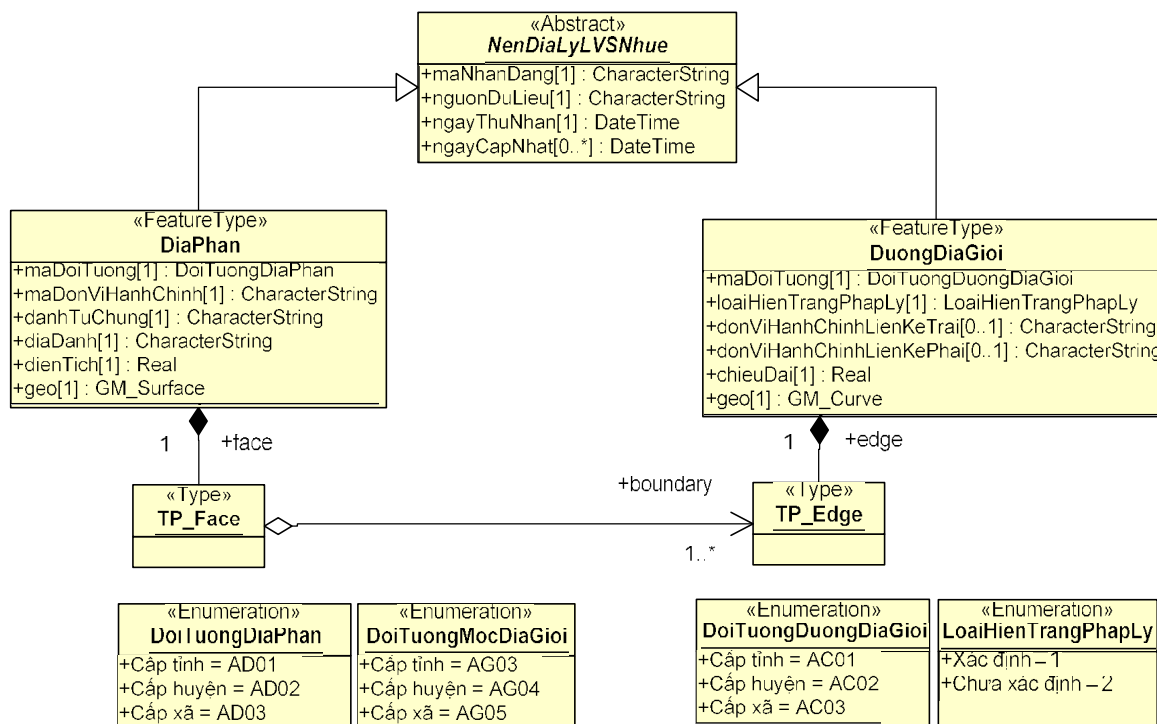 «Abstract»
NenDiaLyLVSNhue
+maNhanDang[1] : CharacterString
+nguonDuLieu[1] : CharacterString
+ngayThuNhan[1] : DateTime
+ngayCapNhat[0..*] : DateTime
«FeatureType»
DiaPhan
+maDoiTuong[1] : DoiTuongDiaPhan
+maDonViHanhChinh[1] : CharacterString
+danhTuChung[1] : CharacterString
+diaDanh[1] : CharacterString
+dienTich[1] : Real
+geo[1] : GM_Surface
«FeatureType»
DuongDiaGioi
+maDoiTuong[1] : DoiTuongDuongDiaGioi
+loaiHienTrangPhapLy[1] : LoaiHienTrangPhapLy
+donViHanhChinhLienKeTrai[0..1] : CharacterString
+donViHanhChinhLienKePhai[0..1] : CharacterString
+chieuDai[1] : Real
+geo[1] : GM_Curve
1
+face
1
+edge
«Type»
TP_Face
+boundary
1..*
«Type»
TP_Edge
«Enumeration»
DoiTuongDiaPhan
+Cấp tỉnh = AD01
+Cấp huyện = AD02
+Cấp xã = AD03
«Enumeration»
DoiTuongMocDiaGioi
+Cấp tỉnh = AG03
+Cấp huyện = AG04
+Cấp xã = AG05
«Enumeration»
DoiTuongDuongDiaGioi
+Cấp tỉnh = AC01
+Cấp huyện = AC02
+Cấp xã = AC03
«Enumeration»
LoaiHienTrangPhapLy
+Xác định – 1
+Chưa xác định – 2